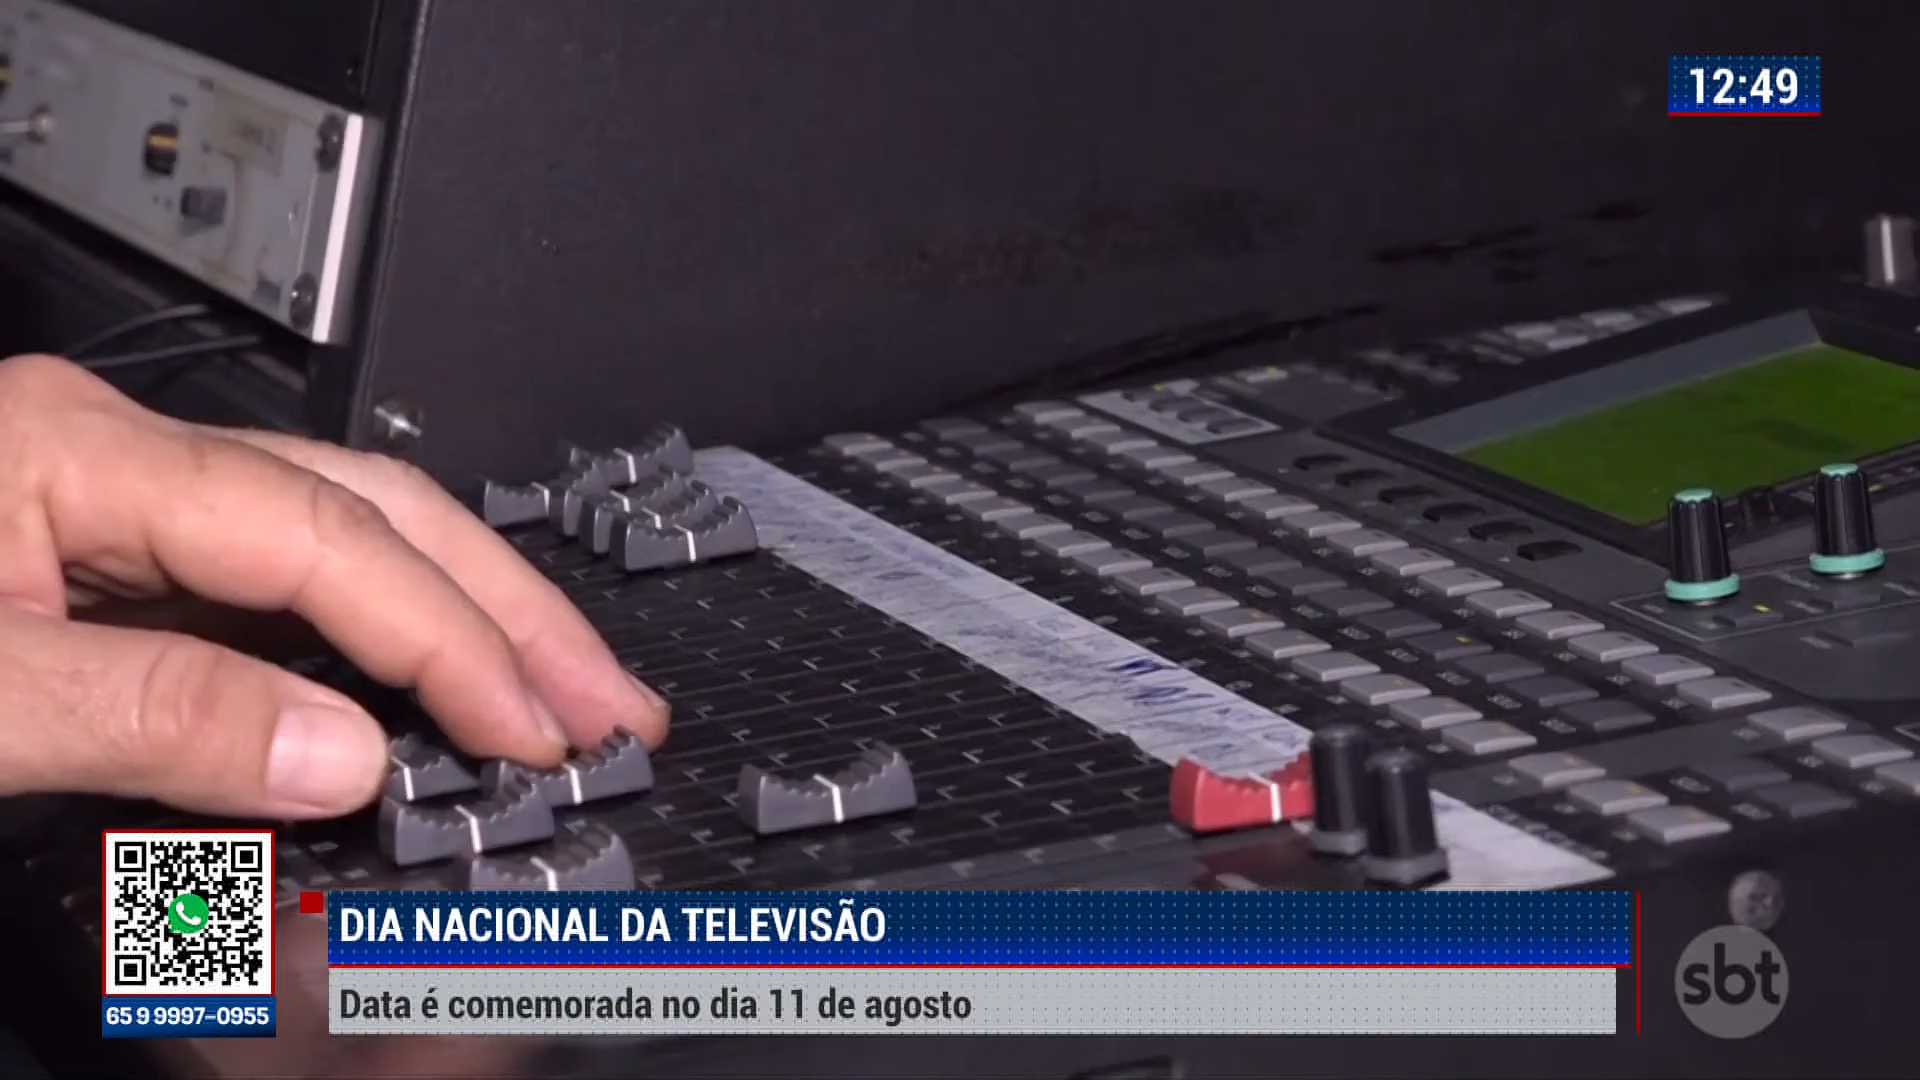 12:49
DIA NACIONAL DA TELEVISÃO
Data é comemorada no dia 11 de agosto
65 9 9997-0955
sbt